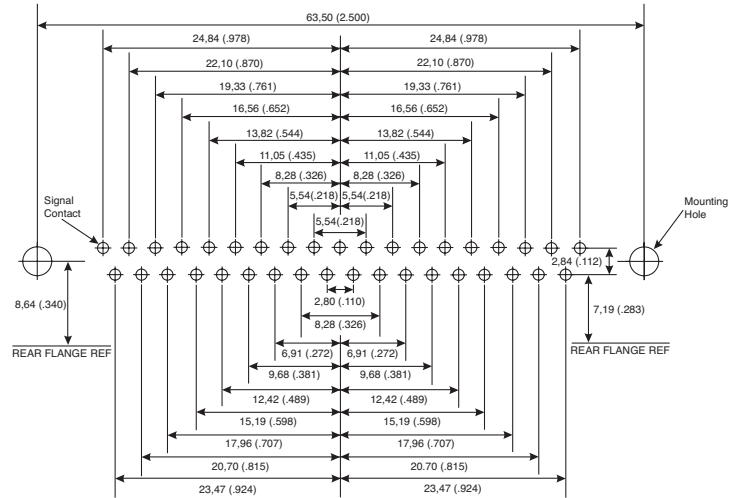 63,50 (2.500)
24,84 (.978) 24,84 (.978)
22,10 (.870) 22,10 (.870)
19,33 (.761) 19,33 (.761)
16,56 (.652) 16,56 (.652)
13,82 (.544) 13,82 (.544)
11,05 (.435) 11,05 (.435)
8,28 (.326) 8,28 (.326)
5,54(.218) 5,54(.218)
5,54(.218)
Signal
Contact
Mounting
Hole
2,84 (.112)
8,64 (.340)
2,80 (.110)
7,19 (.283)
8,28 (.326)
REAR FLANGE REF
REAR FLANGE REF
6,91 (.272) 6,91 (.272)
9,68 (.381) 9,68 (.381)
12,42 (.489) 12,42 (.489)
15,19 (.598) 15,19 (.598)
17,96 (.707) 17,96 (.707)
20,70 (.815) 20.70 (.815)
23,47 (.924) 23,47 (.924)